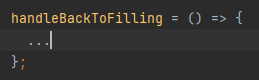 handleBackToFilling = () => {
  ...
};